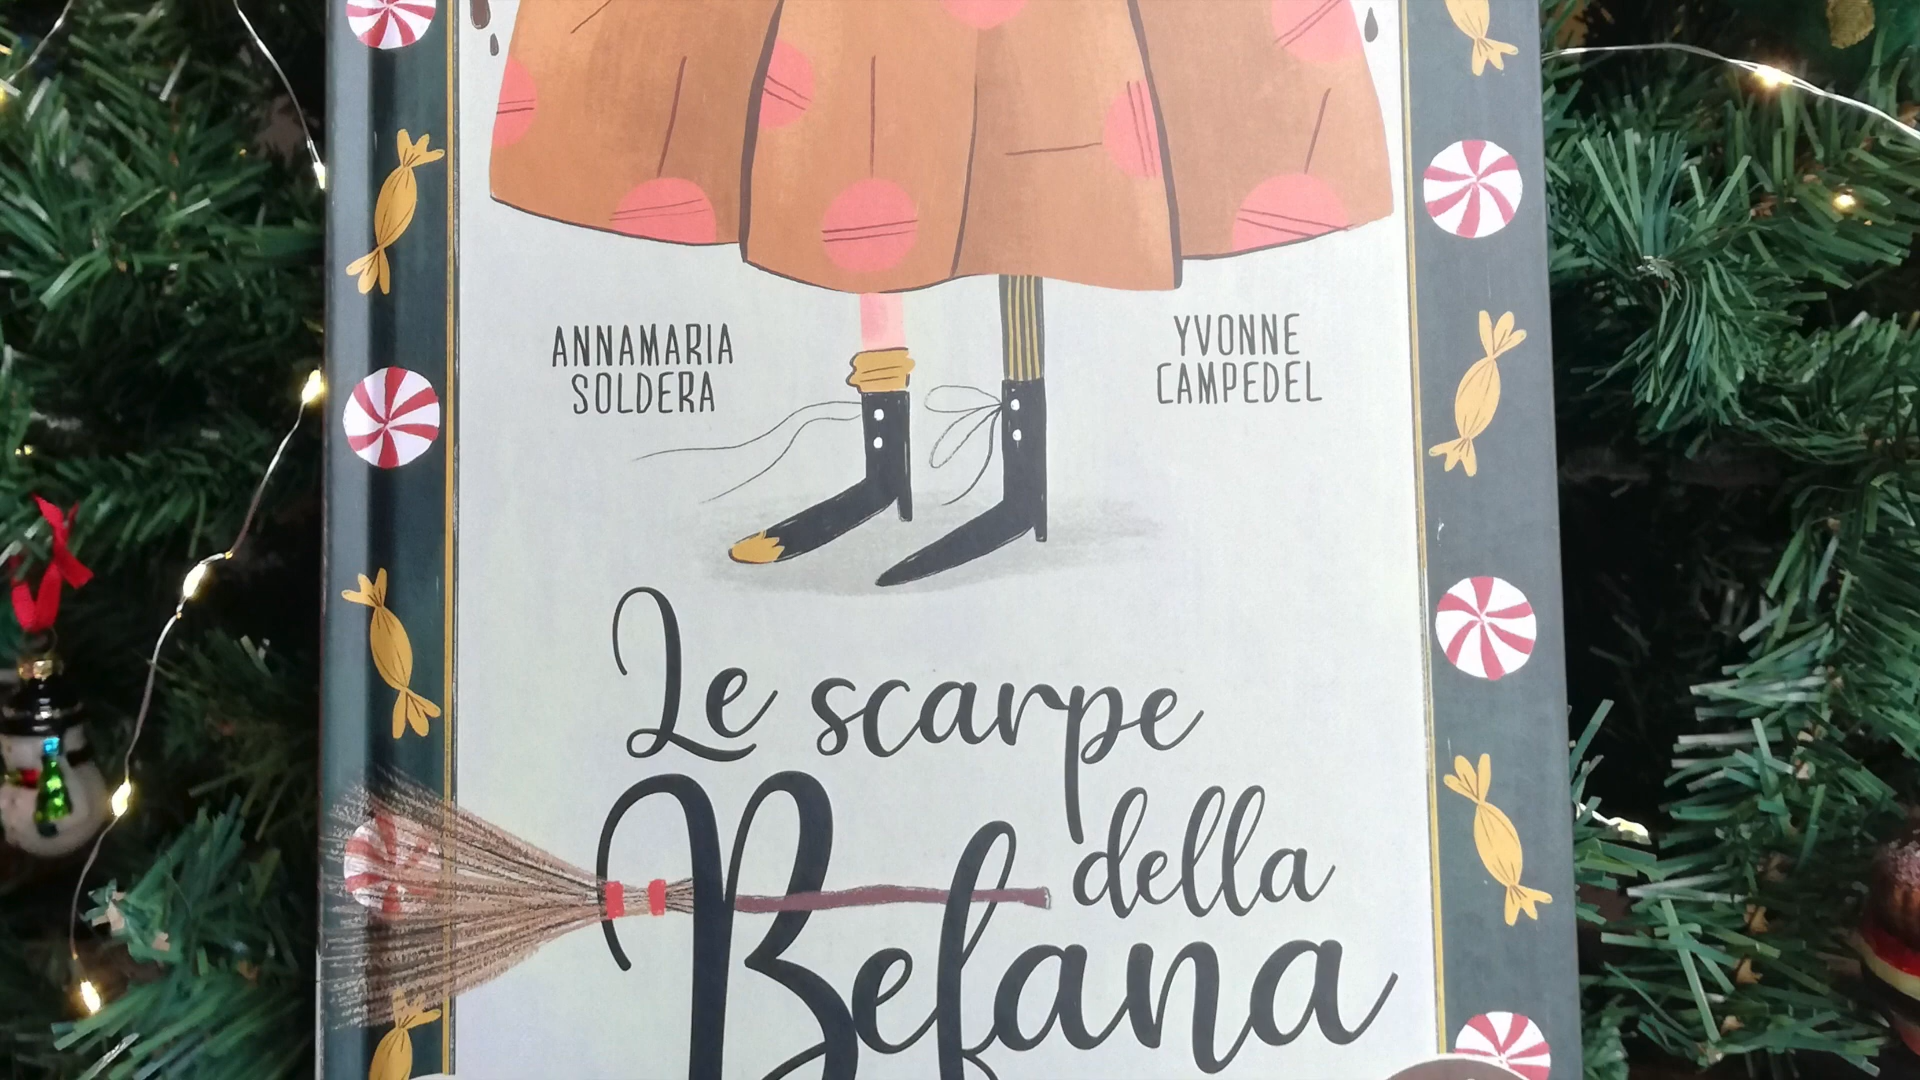 ANNAMARIA
SOLDERA
YVONNE
CAMPEDEL
Le scarpe
della
Befana